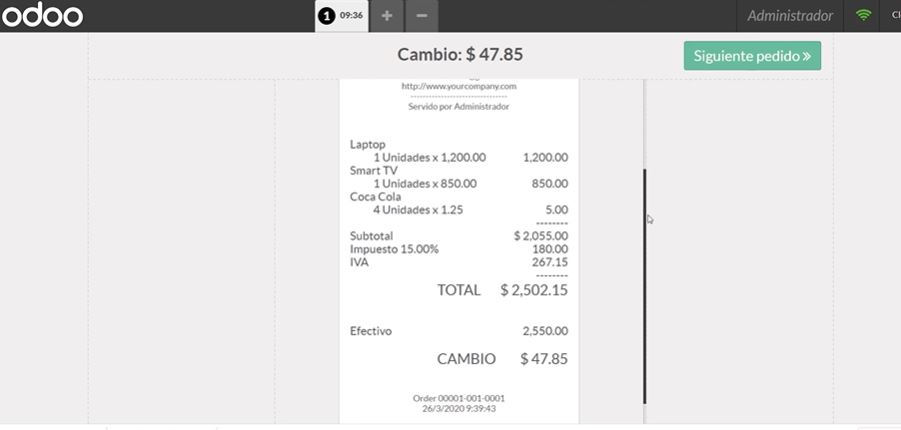 odoo
1 09:36 + −
Administrador
Cl
Cambio: $ 47.85
Siguiente pedido »
http://www.yourcompany.com
--------------------------------
Servido por Administrador
Laptop
1 Unidades x 1,200.00 1,200.00
Smart TV
1 Unidades x 850.00 850.00
Coca Cola
4 Unidades x 1.25 5.00
--------
Subtotal $ 2,055.00
Impuesto 15.00% 180.00
IVA 267.15
--------
TOTAL $ 2,502.15
Efectivo 2,550.00
CAMBIO $ 47.85
Order 00001-001-0001
26/3/2020 9:39:43